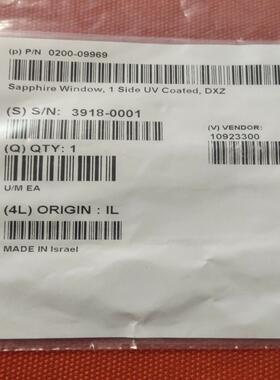 (p) P/N 0200-09969
Sapphire Window, 1 Side UV Coated, DXZ
(S) S/N: 3918-0001
(V) VENDOR:
10923300
(Q) QTY: 1
U/M EA
(4L) ORIGIN : IL
MADE IN Israel